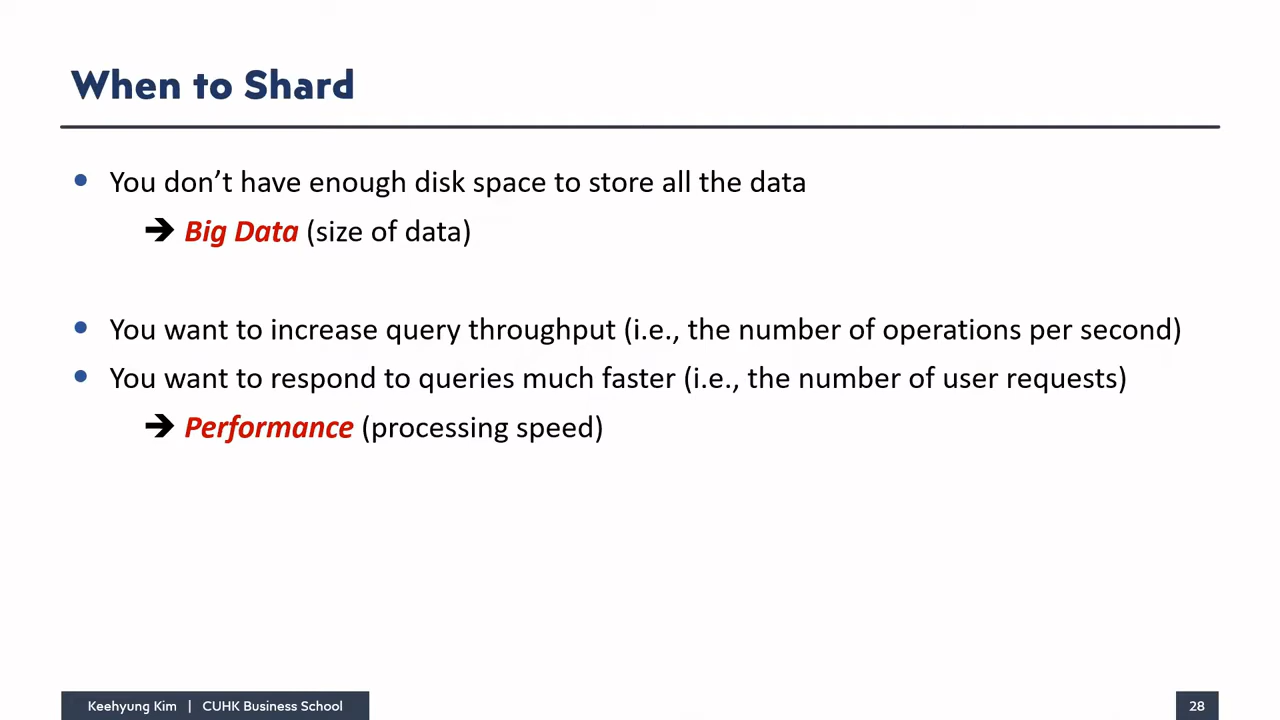 When to Shard
• You don’t have enough disk space to store all the data
➔ Big Data (size of data)
• You want to increase query throughput (i.e., the number of operations per second)
• You want to respond to queries much faster (i.e., the number of user requests)
➔ Performance (processing speed)
Keehyung Kim | CUHK Business School
28